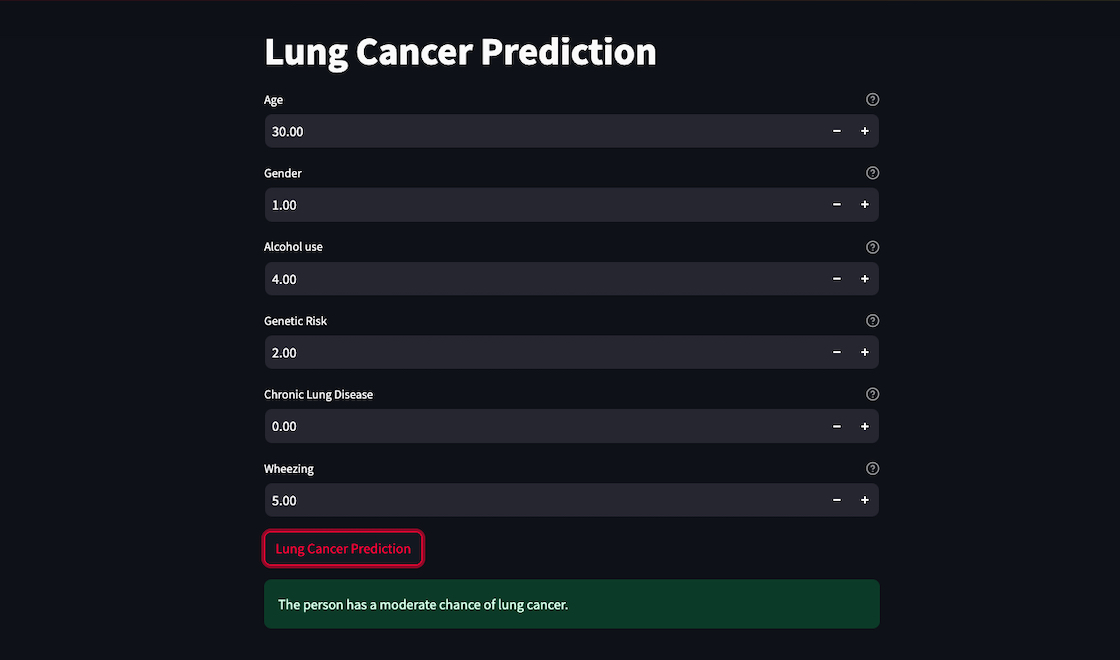 Lung Cancer Prediction
Age
30.00
Gender
1.00
Alcohol use
4.00
Genetic Risk
2.00
Chronic Lung Disease
0.00
Wheezing
5.00
Lung Cancer Prediction
The person has a moderate chance of lung cancer.